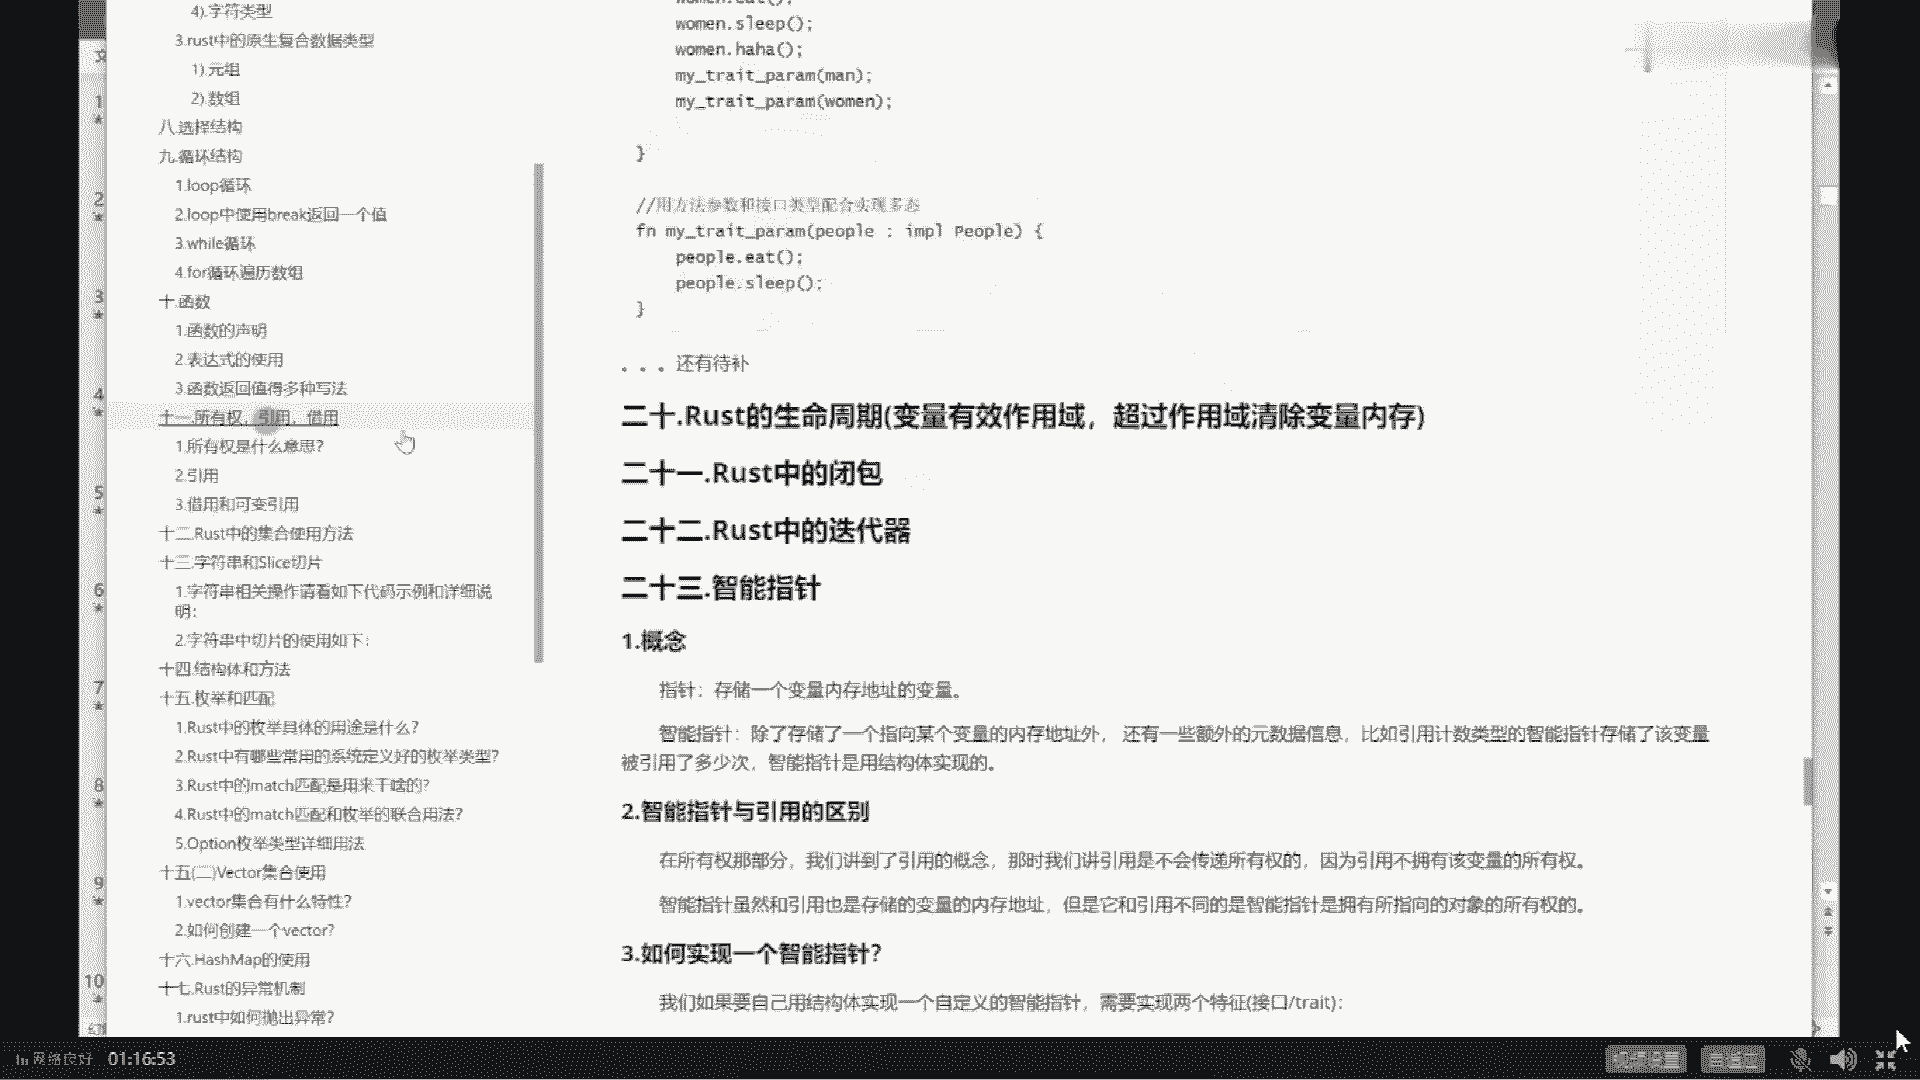 4).字符类型
3.rust中的原生复合数据类型
1).元组
2).数组
八.选择结构
九.循环结构
1.loop循环
2.loop中使用break返回一个值
3.while循环
4.for循环遍历数组
十.函数
1.函数的声明
2.表达式的使用
3.函数返回值得多种写法
十一.所有权，引用，借用
1.所有权是什么意思？
2.引用
3.借用和可变引用
十二.Rust中的集合使用方法
十三.字符串和Slice切片
1.字符串相关操作请看如下代码示例和详细说
明：
2.字符串中切片的使用如下：
十四.结构体和方法
十五.枚举和匹配
1.Rust中的枚举具体的用途是什么？
2.Rust中有哪些常用的系统定义好的枚举类型？
3.Rust中的match匹配是用来干啥的？
4.Rust中的match匹配和枚举的联合用法？
5.Option枚举类型详细用法
十五(二)Vector集合使用
1.vector集合有什么特性？
2.如何创建一个vector?
十六.HashMap的使用
十七.Rust的异常机制
1.rust中如何抛出异常？
1
2
3
4
5
6
7
8
9
10
women.eat();
women.sleep();
women.haha();
my_trait_param(man);
my_trait_param(women);
}
//用方法参数和接口类型配合实现多态
fn my_trait_param(people : impl People) {
people.eat();
people.sleep();
}
。。。还有待补
二十.Rust的生命周期(变量有效作用域，超过作用域清除变量内存)
二十一.Rust中的闭包
二十二.Rust中的迭代器
二十三.智能指针
1.概念
指针：存储一个变量内存地址的变量。
智能指针：除了存储了一个指向某个变量的内存地址外， 还有一些额外的元数据信息，比如引用计数类型的智能指针存储了该变量
被引用了多少次，智能指针是用结构体实现的。
2.智能指针与引用的区别
在所有权那部分，我们讲到了引用的概念，那时我们讲引用是不会传递所有权的，因为引用不拥有该变量的所有权。
智能指针虽然和引用也是存储的变量的内存地址，但是它和引用不同的是智能指针是拥有所指向的对象的所有权的。
3.如何实现一个智能指针？
我们如果要自己用结构体实现一个自定义的智能指针，需要实现两个特征(接口/trait)：
网络良好 01:16:53